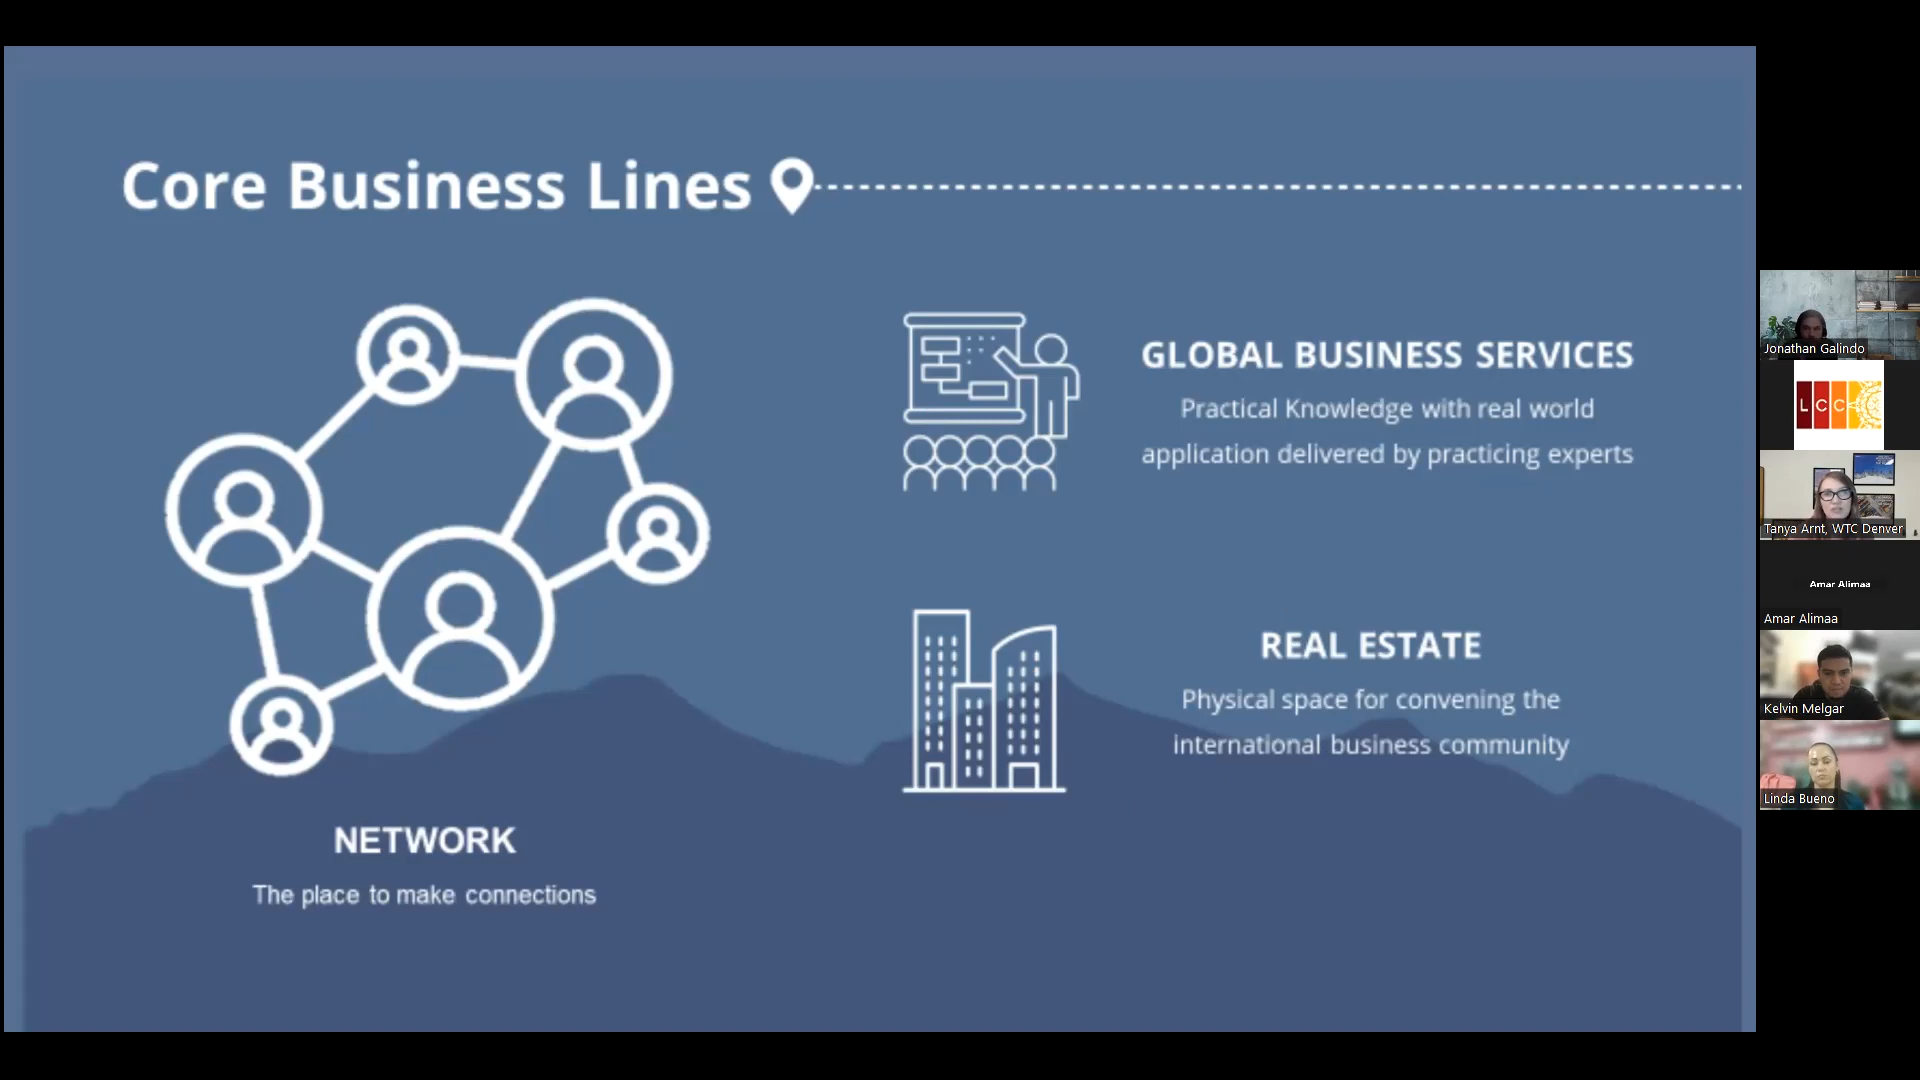 Core Business Lines
NETWORK
The place to make connections
GLOBAL BUSINESS SERVICES
Practical Knowledge with real world
application delivered by practicing experts
REAL ESTATE
Physical space for convening the
international business community
Jonathan Galindo
LCC
Tanya Arnt, WTC Denver
Amar Alimaa
Amar Alimaa
Kelvin Melgar
Linda Bueno